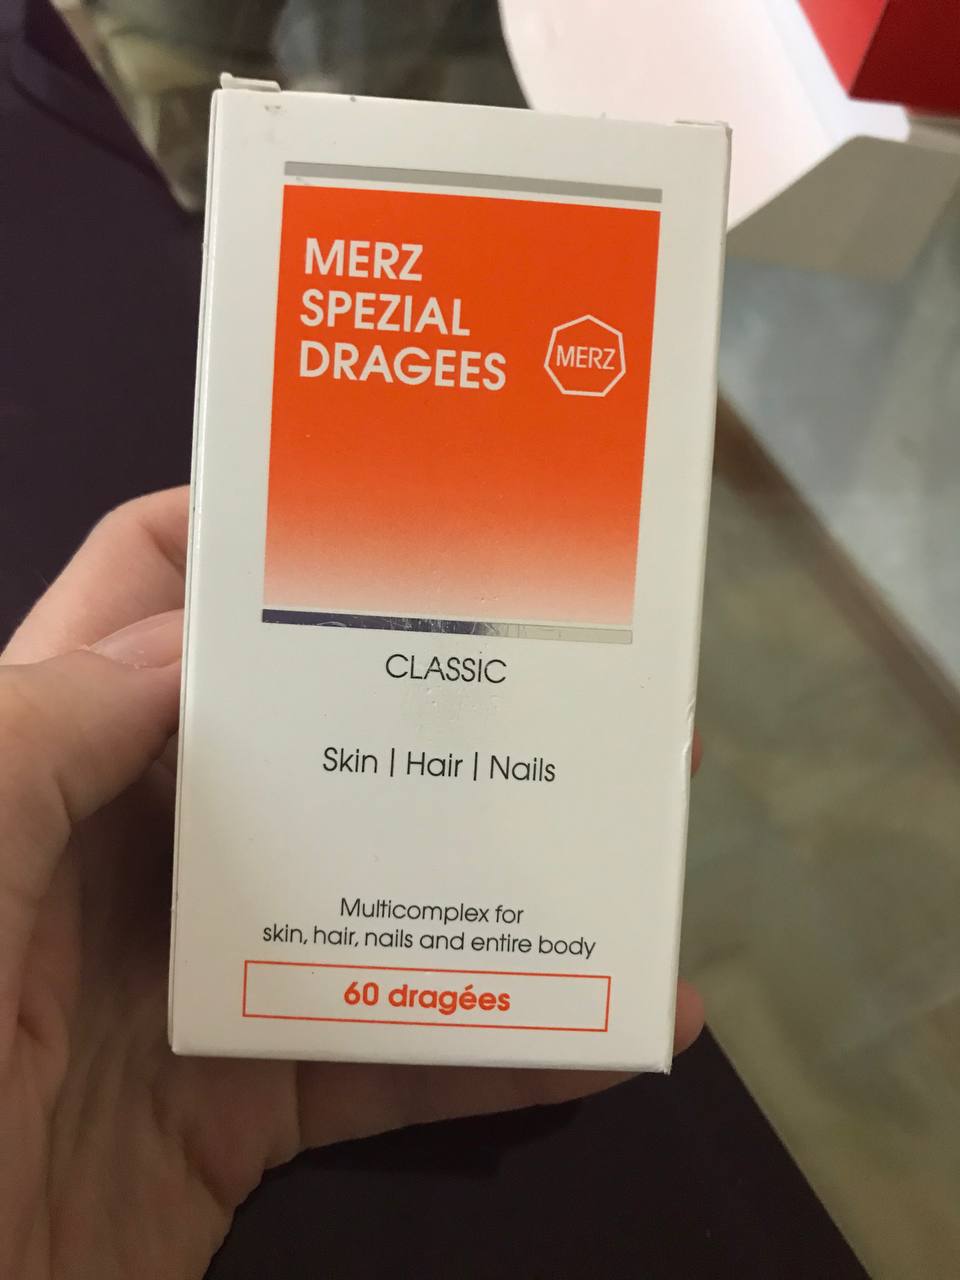 MERZ
SPEZIAL
DRAGEES
MERZ
CLASSIC
Skin | Hair | Nails
Multicomplex for
skin, hair, nails and entire body
60 dragées